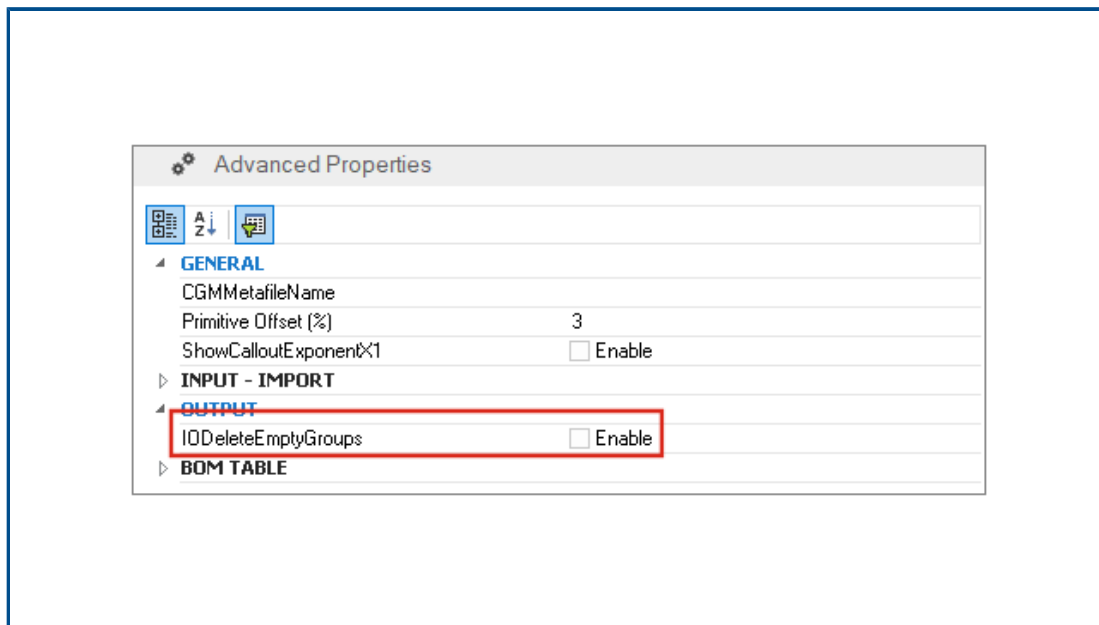 Advanced Properties
A
Z
GENERAL
CGMMetafileName
Primitive Offset (%) 3
ShowCalloutExponentX1 Enable
INPUT - IMPORT
OUTPUT
IODeleteEmptyGroups Enable
BOM TABLE